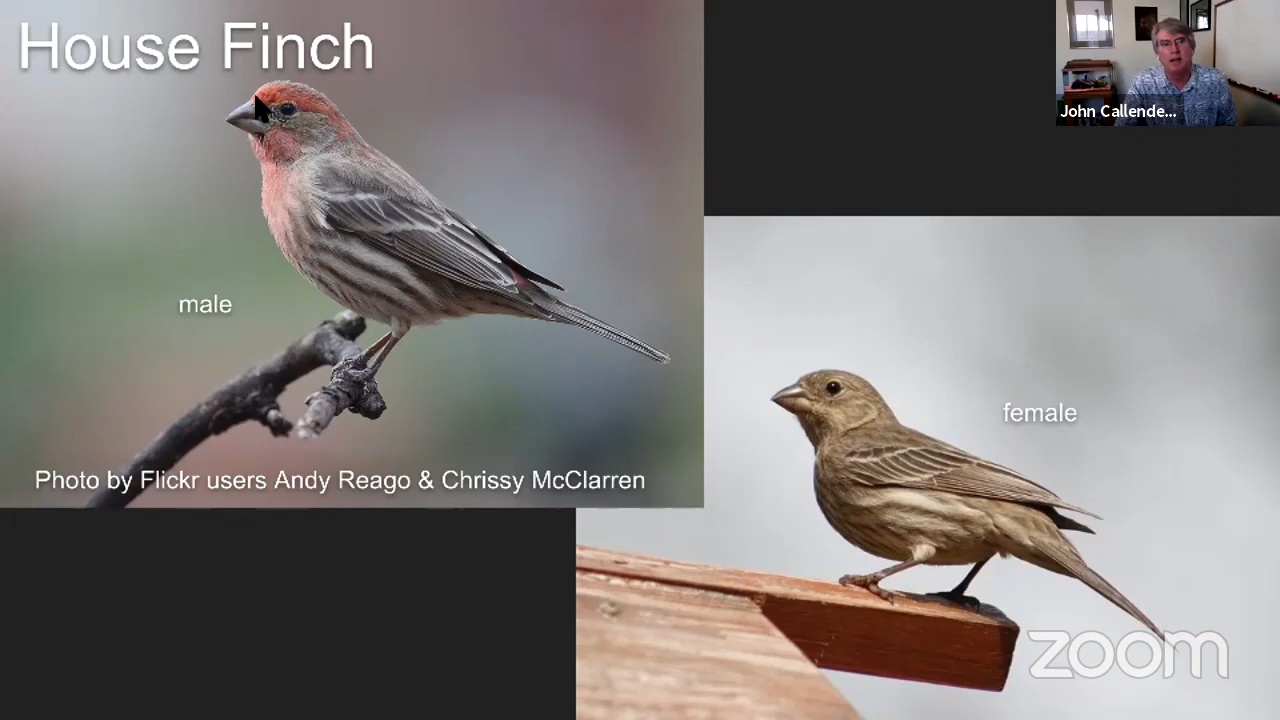 House Finch
John Callende...
male
female
Photo by Flickr users Andy Reago & Chrissy McClarren
zoom